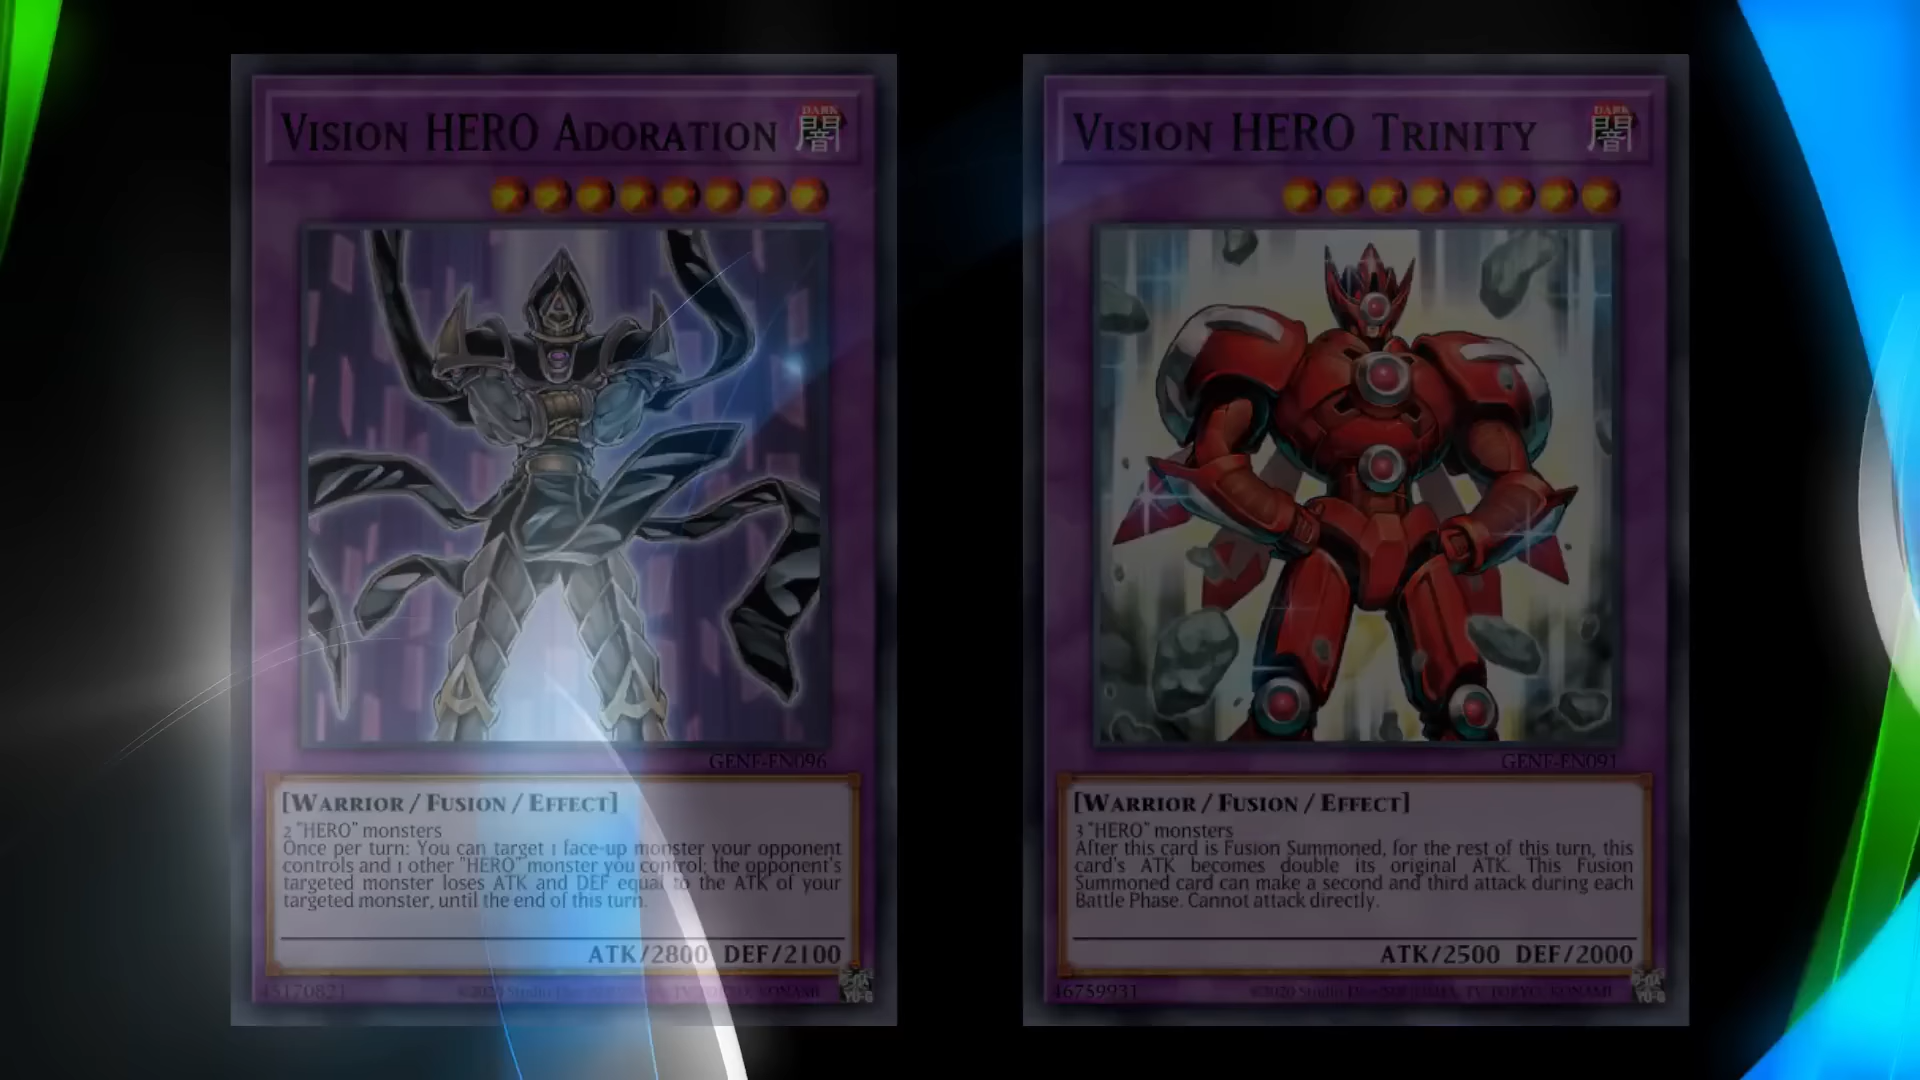 VISION HERO ADORATION
DARK
闇
GENF-EN096
[WARRIOR / FUSION / EFFECT]
2 "HERO" monsters
Once per turn: You can target 1 face-up monster your opponent
controls and 1 other "HERO" monster you control; the opponent's
targeted monster loses ATK and DEF equal to the ATK of your
targeted monster, until the end of this turn.
ATK/2800 DEF/2100
45170821
VISION HERO TRINITY
DARK
闇
GENF-EN091
[WARRIOR / FUSION / EFFECT]
3 "HERO" monsters
After this card is Fusion Summoned, for the rest of this turn, this
card's ATK becomes double its original ATK. This Fusion
Summoned card can make a second and third attack during each
Battle Phase. Cannot attack directly.
ATK/2500 DEF/2000
46759931